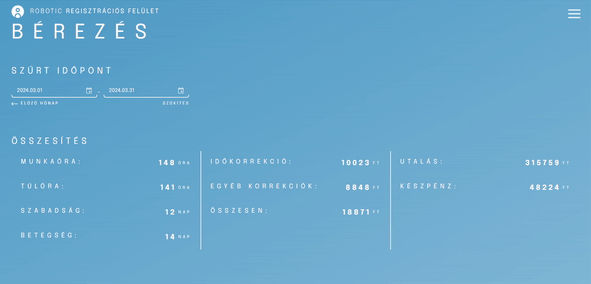 ROBOTIC REGISZTRÁCIÓS FELÜLET
BÉREZÉS
SZŰRT IDŐPONT
2024.03.01 - 2024.03.31
← ELŐZŐ HÓNAP SZŰKÍTÉS
ÖSSZESÍTÉS
MUNKAÓRA: 148 ÓRA
TÚLÓRA: 141 ÓRA
SZABADSÁG: 12 NAP
BETEGSÉG: 14 NAP
IDŐKORREKCIÓ: 10023 FT
EGYÉB KORREKCIÓK: 8848 FT
ÖSSZESEN: 18871 FT
UTALÁS: 315759 FT
KÉSZPÉNZ: 48224 FT